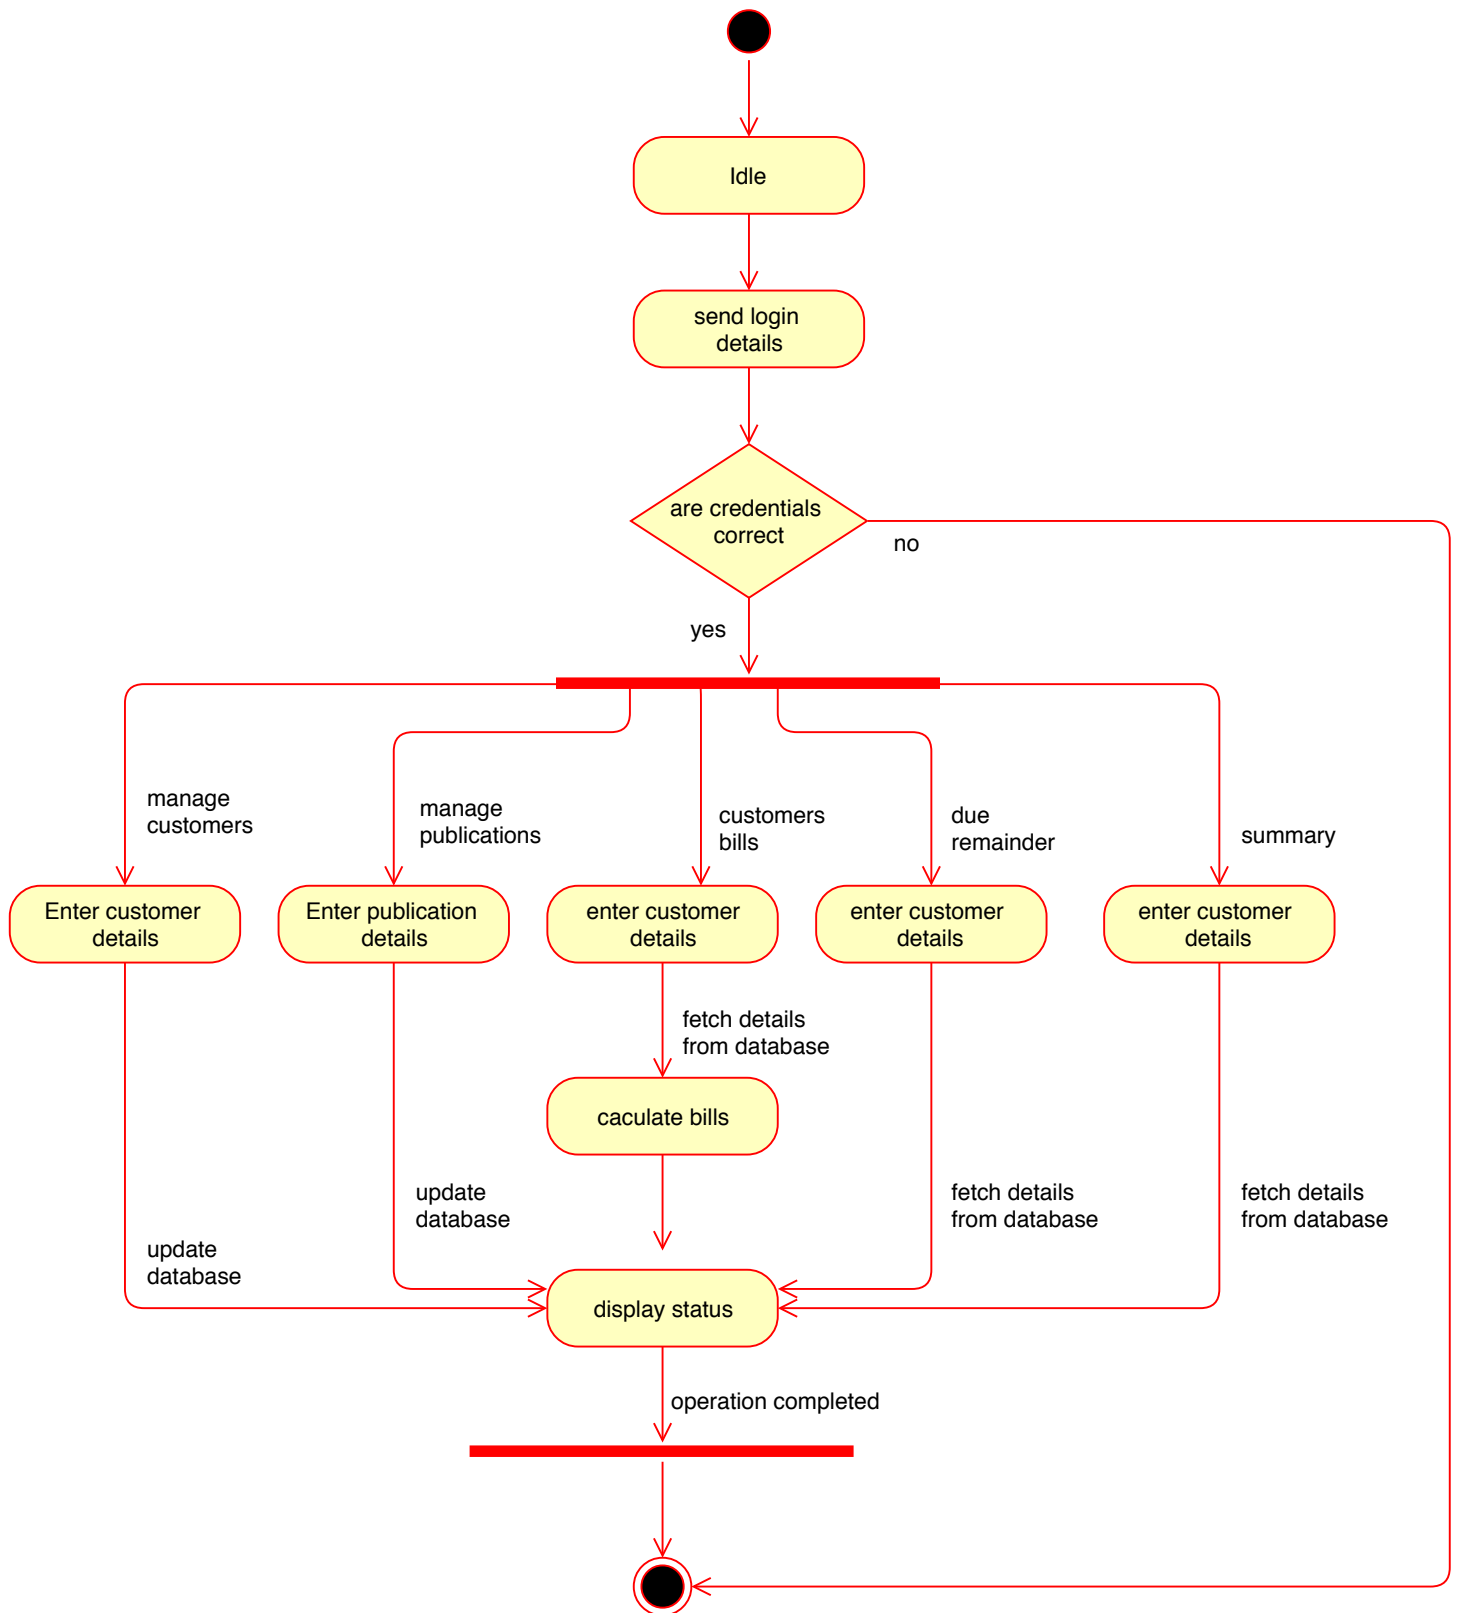 Idle
send login
details
are credentials
correct
no
yes
manage
customers
manage
publications
customers
bills
due
remainder
summary
Enter customer
details
Enter publication
details
enter customer
details
enter customer
details
enter customer
details
fetch details
from database
caculate bills
update
database
update
database
fetch details
from database
fetch details
from database
display status
operation completed